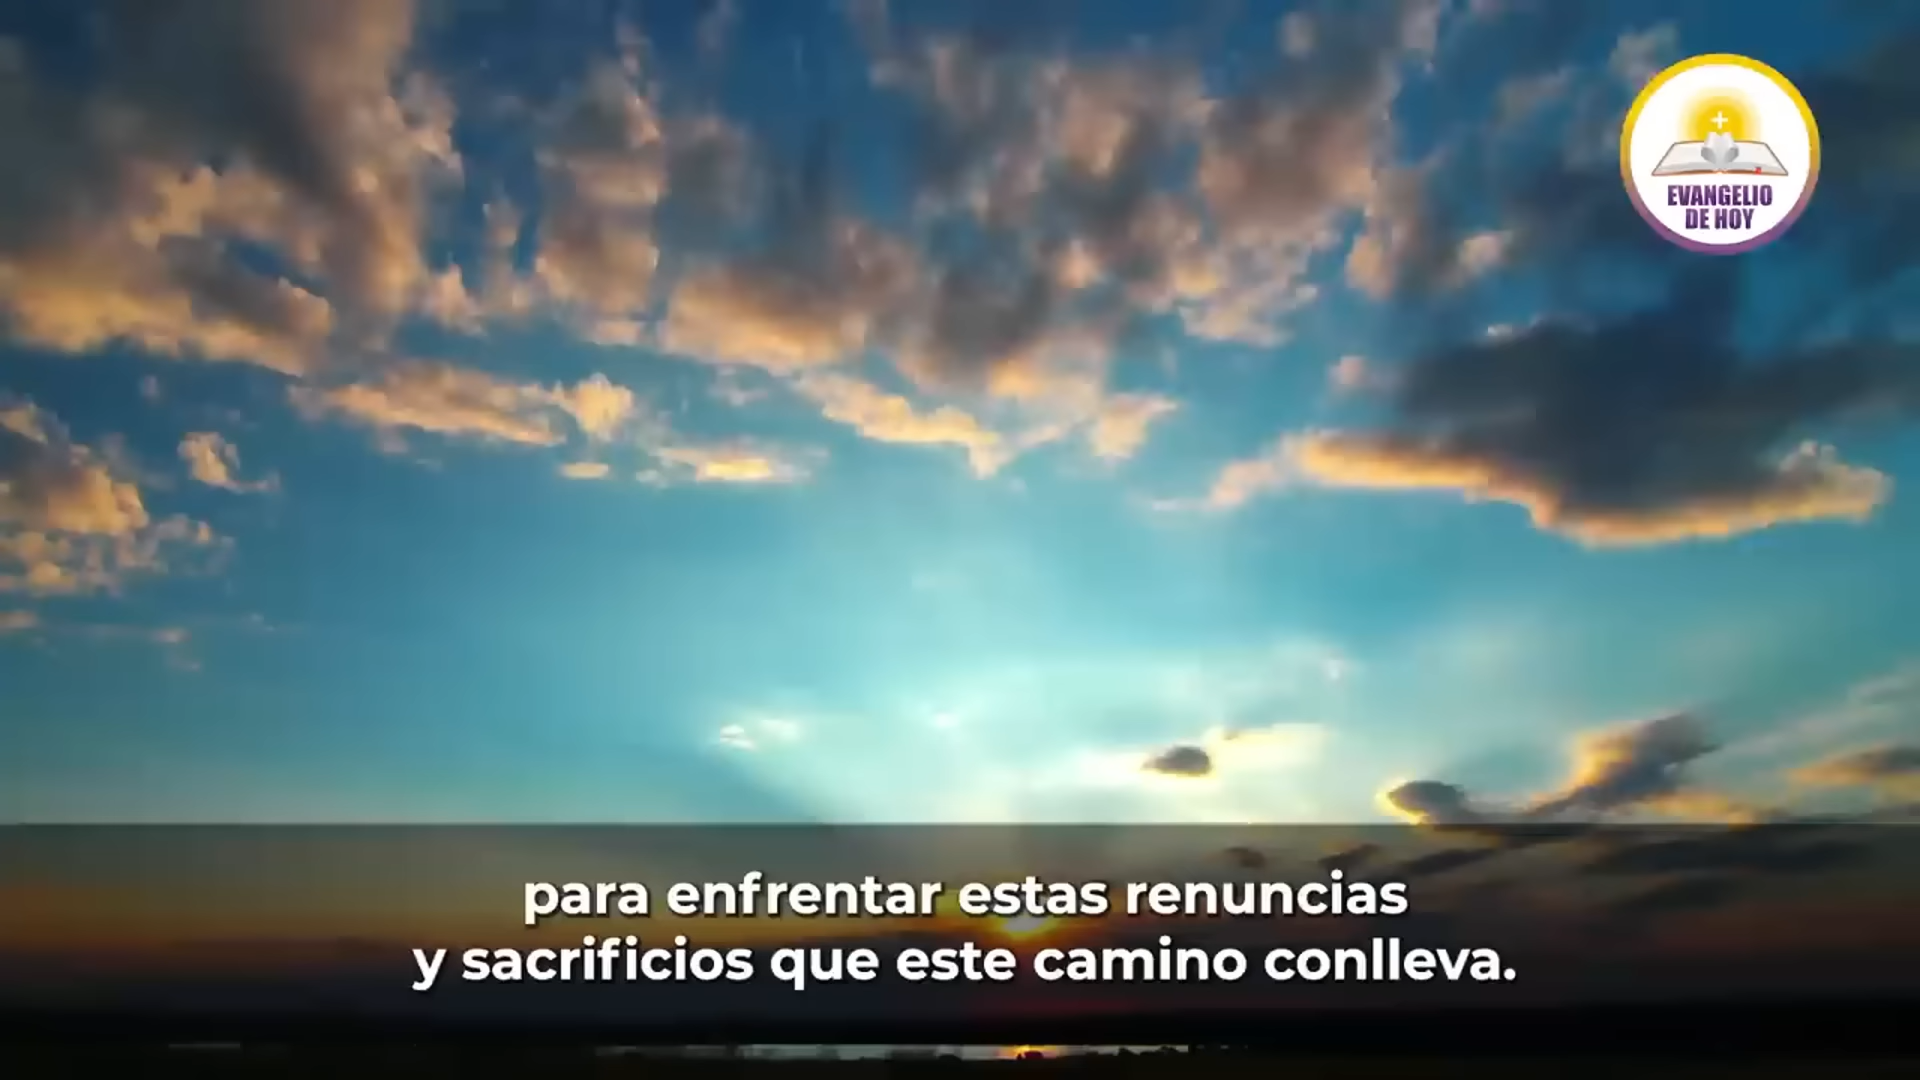 EVANGELIO
DE HOY
para enfrentar estas renuncias
y sacrificios que este camino conlleva.